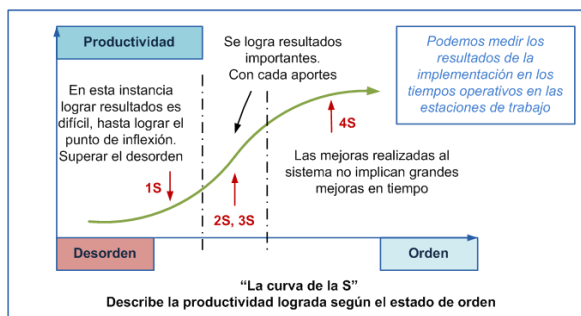 Productividad
En esta instancia
lograr resultados es
difícil, hasta lograr el
punto de inflexión.
Superar el desorden
1S
Se logra resultados
importantes.
Con cada aportes
2S, 3S
4S
Las mejoras realizadas al
sistema no implican grandes
mejoras en tiempo
Podemos medir los
resultados de la
implementación en los
tiempos operativos en las
estaciones de trabajo
Desorden
Orden
“La curva de la S”
Describe la productividad lograda según el estado de orden